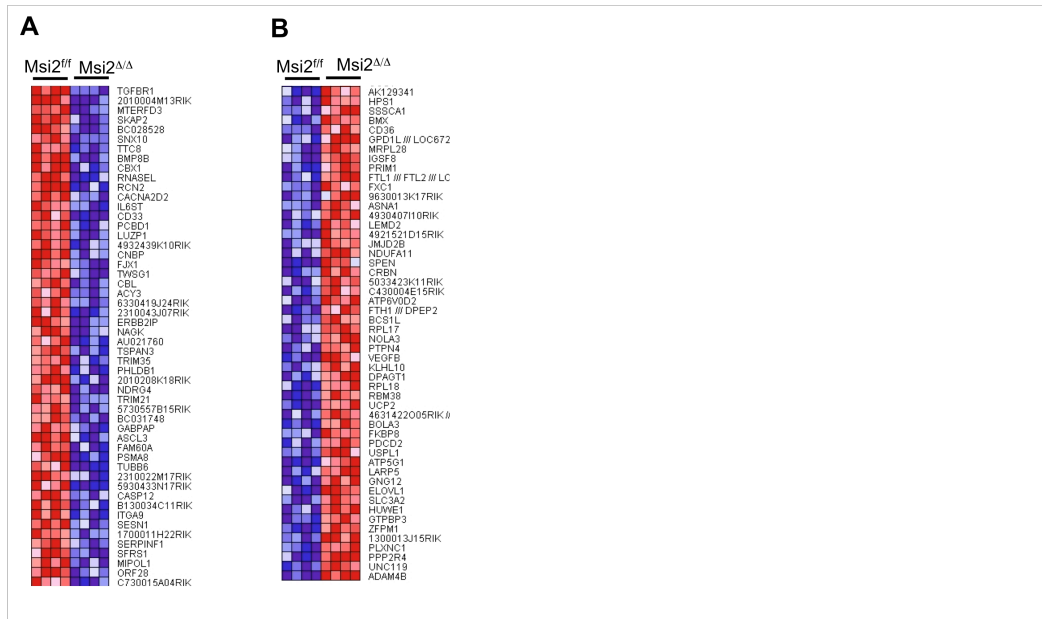 A
Msi2f/f Msi2Δ/Δ
TGFBR1
2010004M13RIK
MTERFD3
SKAP2
BC028528
SNX10
TTC8
BMP8B
CBX1
RNASEL
RCN2
CACNA2D2
IL6ST
CD33
PCBD1
LUZP1
4932439K10RIK
CNBP
FJX1
TWSG1
CBL
ACY3
6330419J24RIK
2310043J07RIK
ERBB2IP
NAGK
AU021760
TSPAN3
TRIM35
PHLDB1
2010208K18RIK
NDRG4
TRIM21
5730557B15RIK
BC031748
GABPAP
ASCL3
FAM60A
PSMA8
TUBB6
2310022M17RIK
5930433N17RIK
CASP12
B130034C11RIK
ITGA9
SESN1
1700011H22RIK
SERPINF1
SFRS1
MIPOL1
ORF28
C730015A04RIK
B
Msi2f/f Msi2Δ/Δ
AK129341
HPS1
SSSCA1
BMX
CD36
GPD1L /// LOC672
MRPL28
IGSF8
PRIM1
FTL1 /// FTL2 /// LC
FXC1
9630013K17RIK
ASNA1
4930407I10RIK
LEMD2
4921521D15RIK
JMJD2B
NDUFA11
SPEN
CRBN
5033423K11RIK
C430004E15RIK
ATP6V0D2
FTH1 /// DPEP2
BCS1L
RPL17
NOLA3
PTPN4
VEGFB
KLHL10
DPAGT1
RPL18
RBM38
UCP2
4631422O05RIK //
BOLA3
FKBP8
PDCD2
USPL1
ATP5G1
LARP5
GNG12
ELOVL1
SLC3A2
HUWE1
GTPBP3
ZFPM1
1300013J15RIK
PLXNC1
PPP2R4
UNC119
ADAM4B